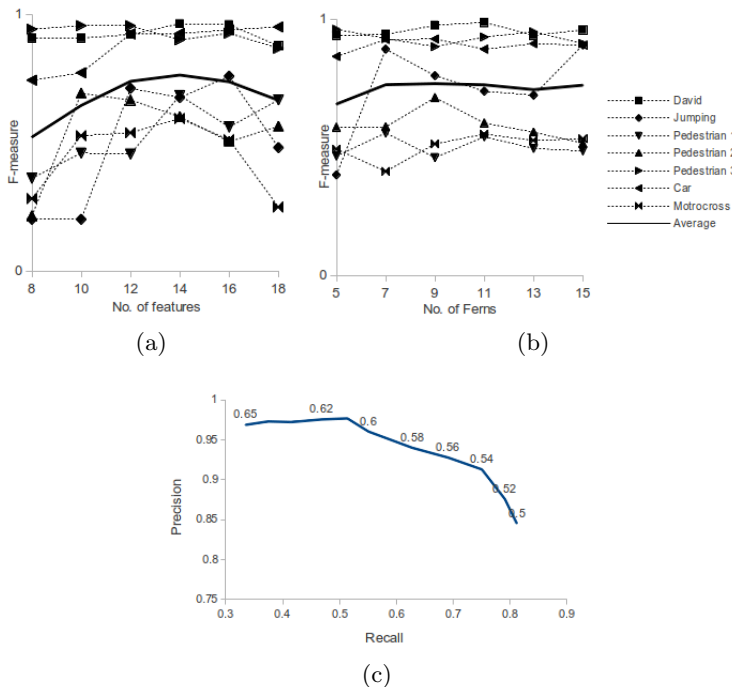 1
F-measure
0
8 10 12 14 16 18
No. of features
(a)
1
F-measure
0
5 7 9 11 13 15
No. of Ferns
(b)
David
Jumping
Pedestrian 1
Pedestrian 2
Pedestrian 3
Car
Motrocross
Average
1
0.95
0.9
0.85
0.8
0.75
Precision
0.65
0.62
0.6
0.58
0.56
0.54
0.52
0.5
0.3 0.4 0.5 0.6 0.7 0.8 0.9
Recall
(c)